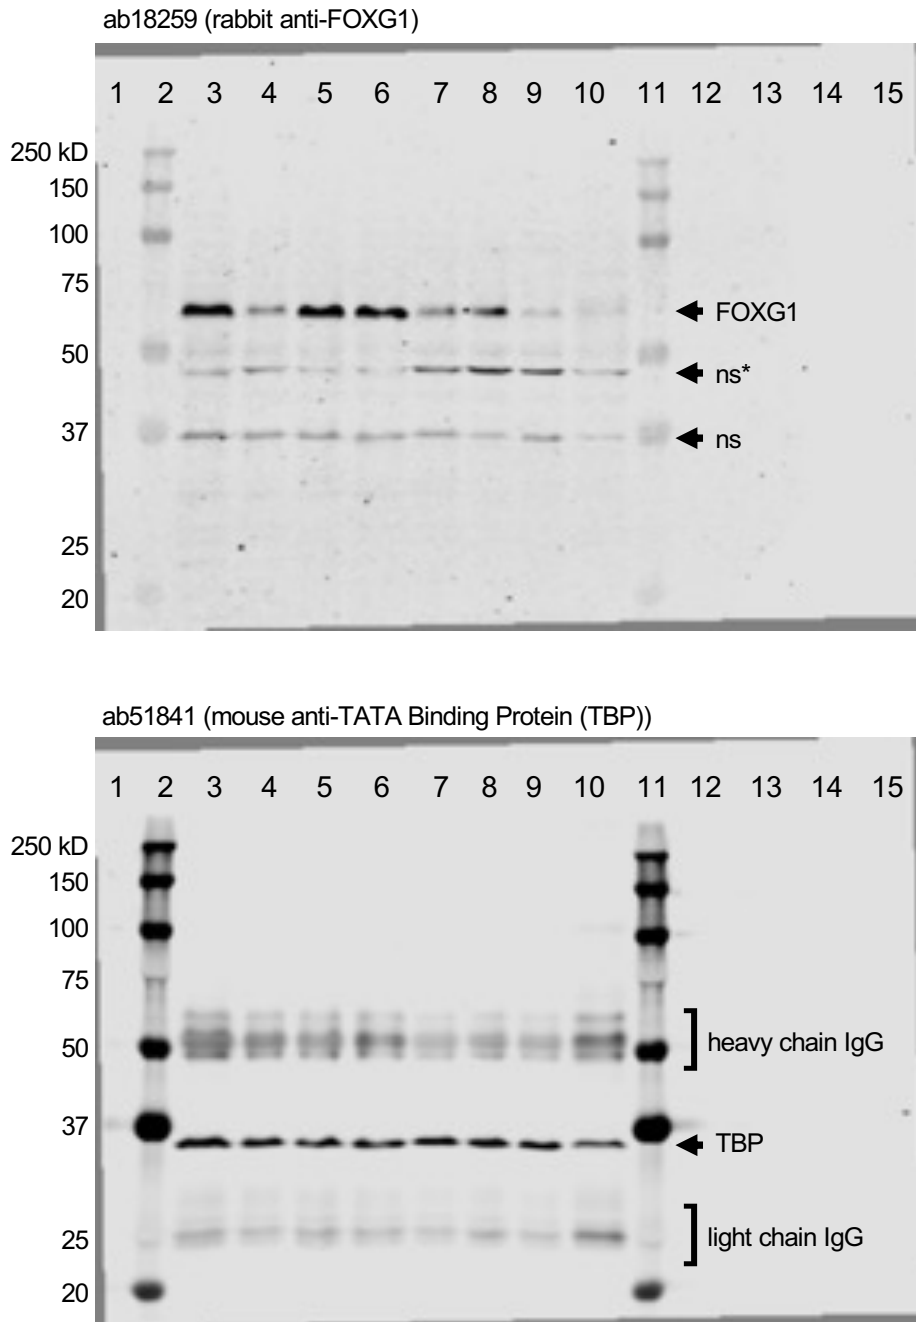 ab18259 (rabbit anti-FOXG1)
1 2 3 4 5 6 7 8 9 10 11 12 13 14 15
250 kD
150
100
75
FOXG1
50
ns*
37
ns
25
20
ab51841 (mouse anti-TATA Binding Protein (TBP))
1 2 3 4 5 6 7 8 9 10 11 12 13 14 15
250 kD
150
100
75
50
heavy chain IgG
37
TBP
25
light chain IgG
20